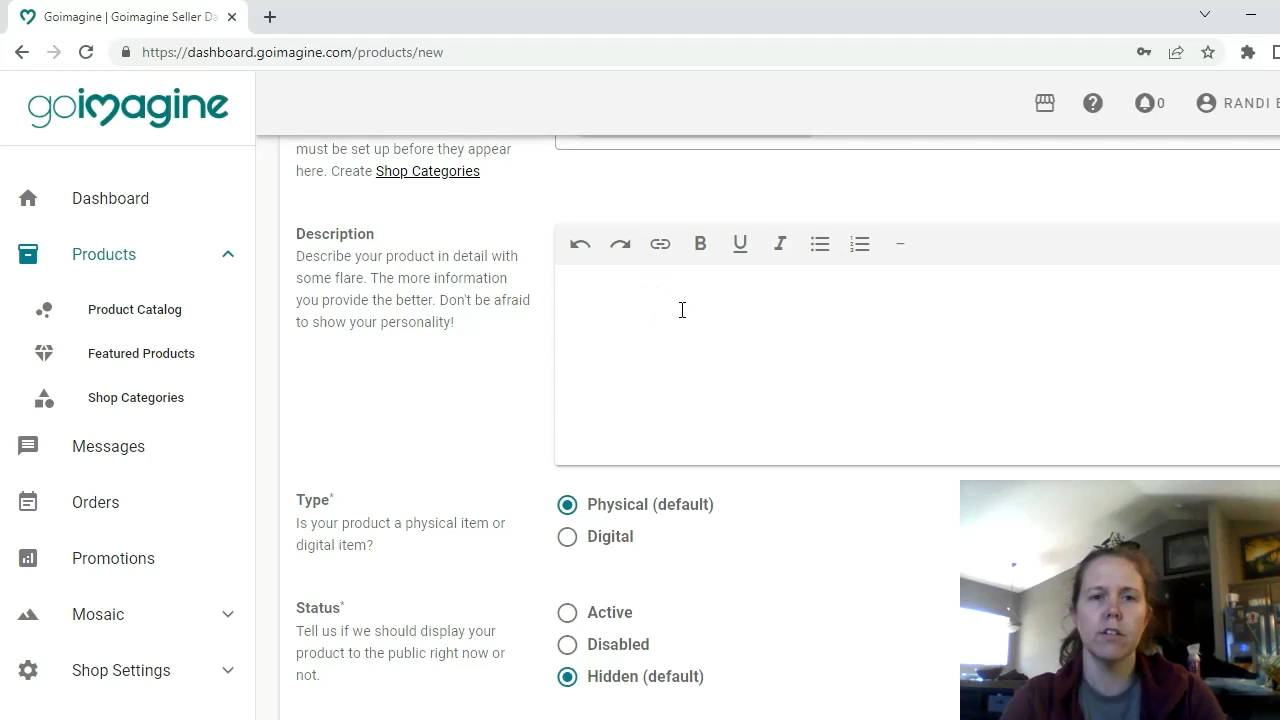 Goimagine | Goimagine Seller Da
https://dashboard.goimagine.com/products/new
goimagine
0
RANDI
Dashboard
Products
Product Catalog
Featured Products
Shop Categories
Messages
Orders
Promotions
Mosaic
Shop Settings
must be set up before they appear
here. Create Shop Categories
Description
Describe your product in detail with
some flare. The more information
you provide the better. Don't be afraid
to show your personality!
B U I
Type*
Is your product a physical item or
digital item?
Physical (default)
Digital
Status*
Tell us if we should display your
product to the public right now or
not.
Active
Disabled
Hidden (default)